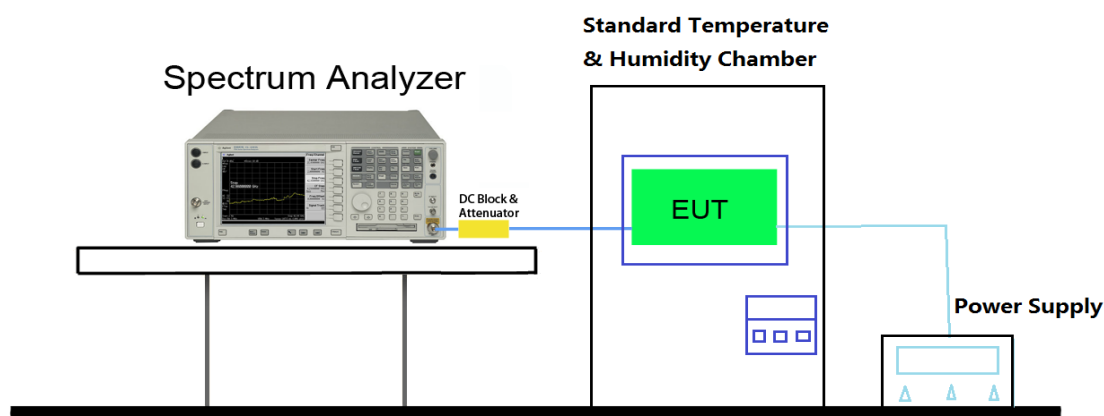 Standard Temperature
& Humidity Chamber
Spectrum Analyzer
DC Block &
Attenuator
EUT
Power Supply